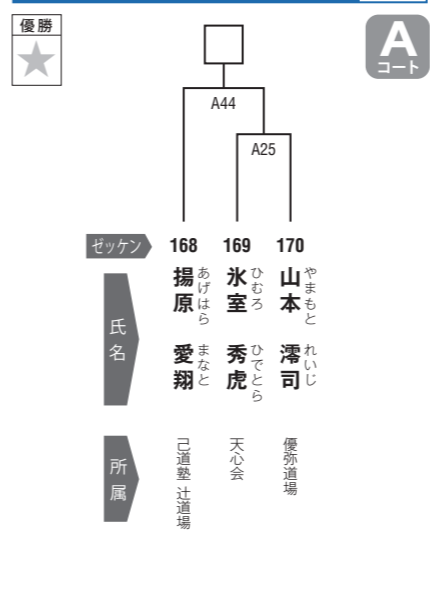 優勝
A
コート
A44
A25
ゼッケン
168
169
170
氏名
揚原 愛翔
あげはら まなと
氷室 秀虎
ひむろ ひでとら
山本 澪司
やまもと れいじ
所属
己道塾 辻道場
天心会
優弥道場